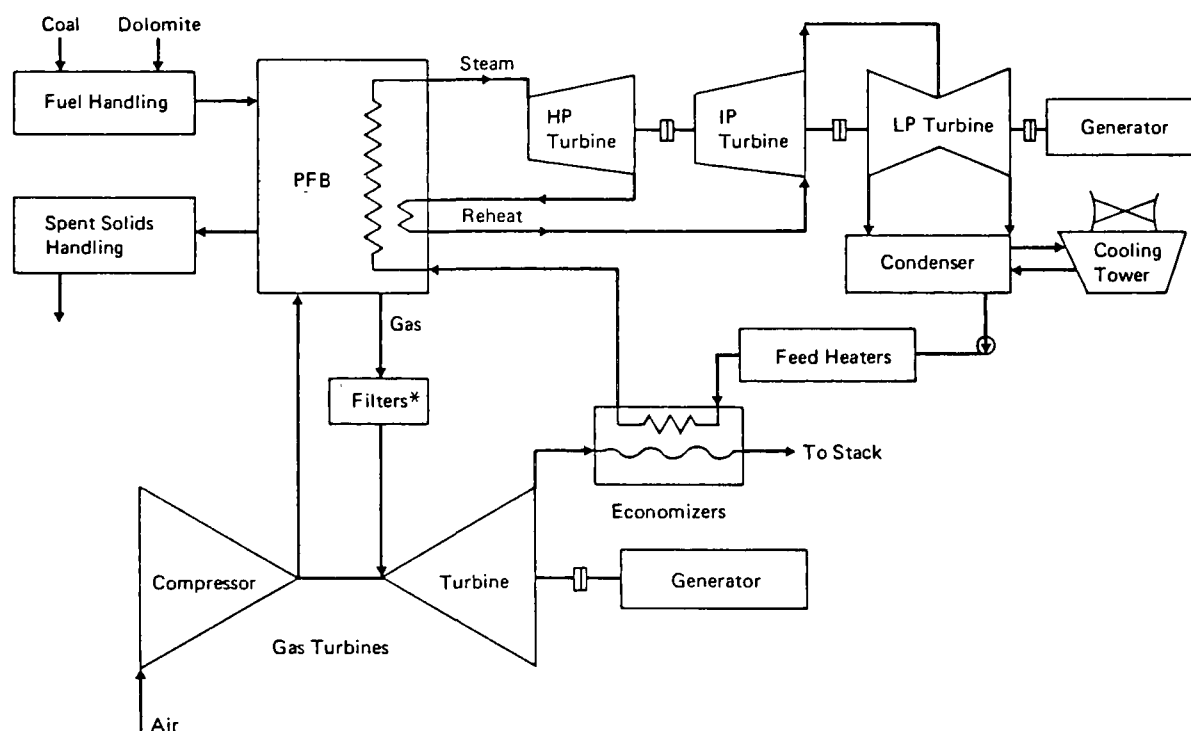 Coal
Dolomite
Fuel Handling
Steam
HP
Turbine
IP
Turbine
LP Turbine
Generator
PFB
Reheat
Spent Solids
Handling
Condenser
Cooling
Tower
Gas
Feed Heaters
Filters*
To Stack
Economizers
Compressor
Turbine
Generator
Gas Turbines
Air